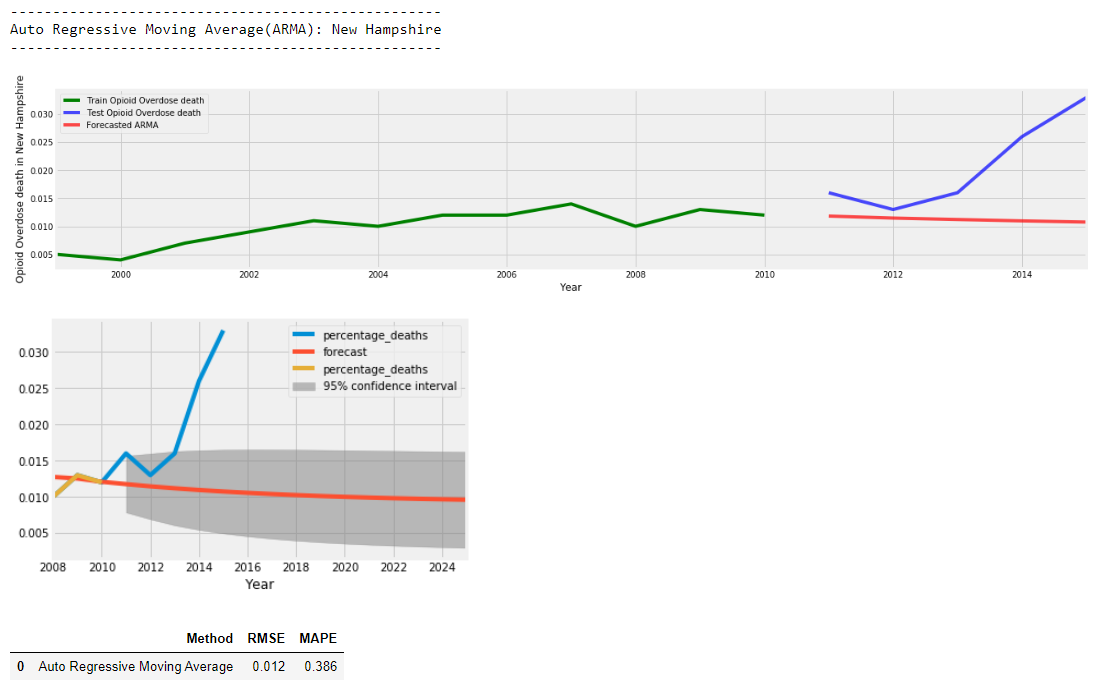 -----------------------------------------------------
Auto Regressive Moving Average(ARMA): New Hampshire
-----------------------------------------------------
Opioid Overdose death in New Hampshire
Train Opioid Overdose death
Test Opioid Overdose death
Forecasted ARMA
0.030
0.025
0.020
0.015
0.010
0.005
2000 2002 2004 2006 2008 2010 2012 2014
Year
percentage_deaths
forecast
percentage_deaths
95% confidence interval
0.030
0.025
0.020
0.015
0.010
0.005
2008 2010 2012 2014 2016 2018 2020 2022 2024
Year
Method RMSE MAPE
0 Auto Regressive Moving Average 0.012 0.386